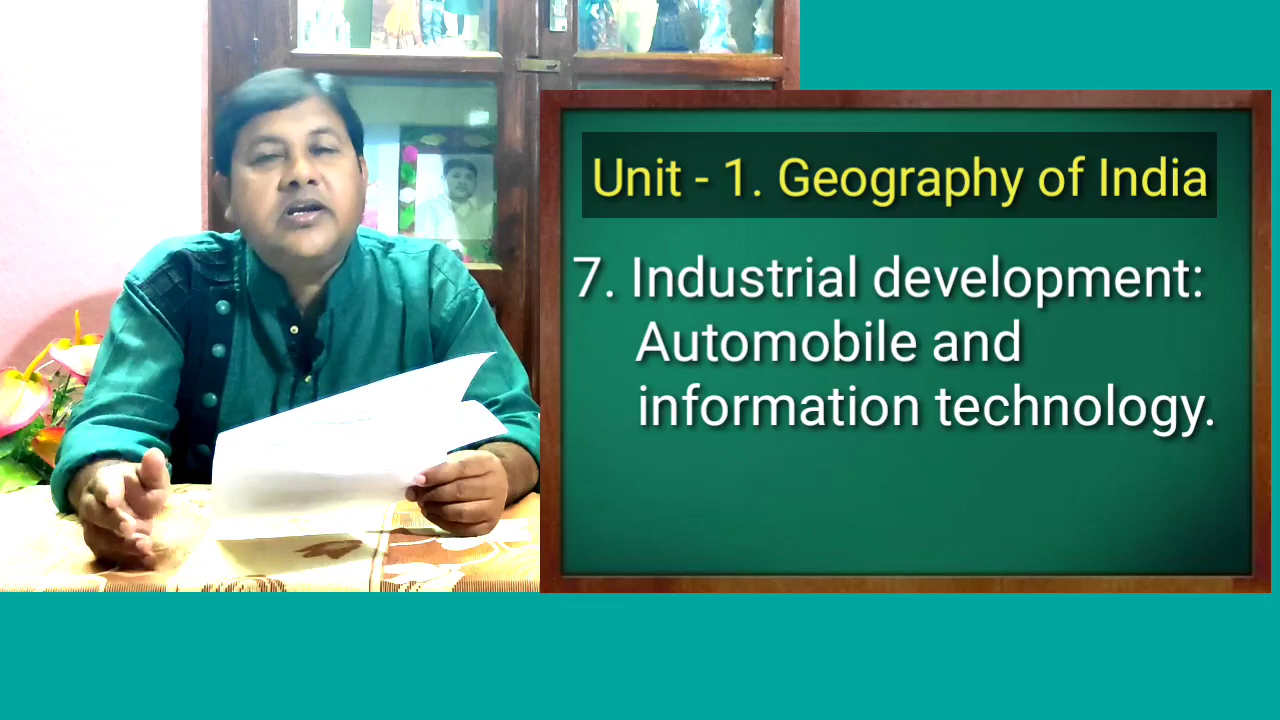 Unit - 1. Geography of India
7. Industrial development:
Automobile and
information technology.